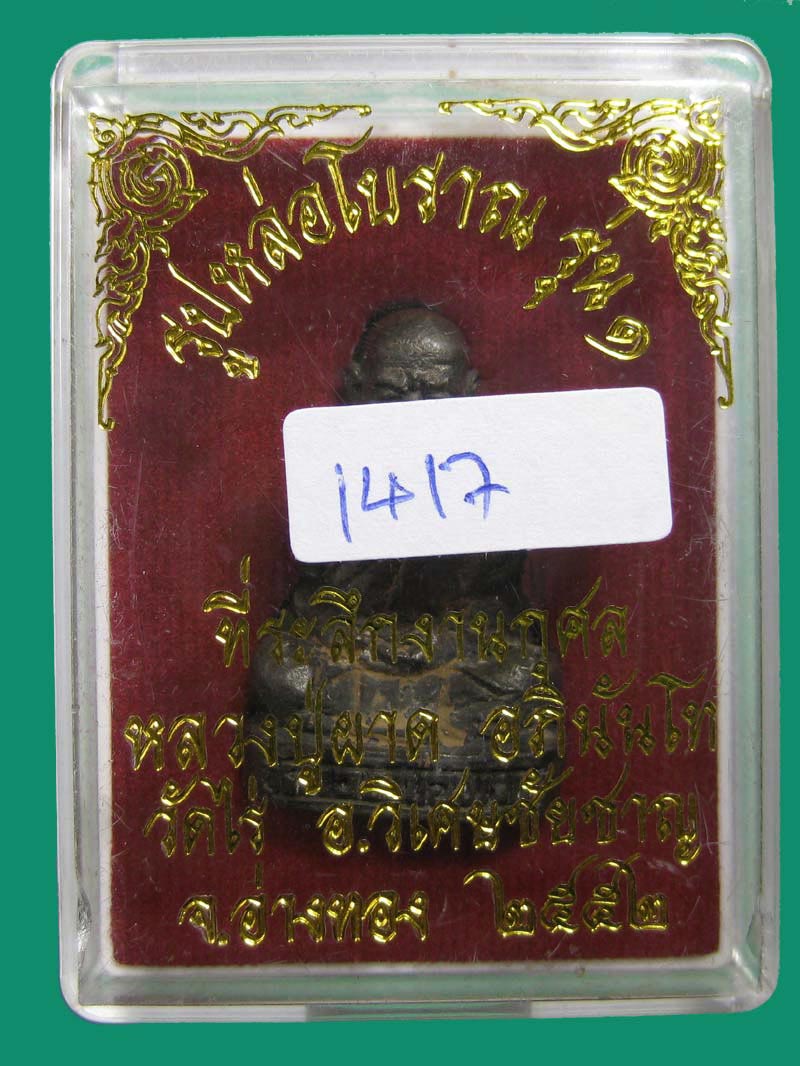 รูปหล่อโบราณ รุ่น ๑
1417
ที่ระลึกงานกุศล
หลวงปู่ผาด อภินันโท
วัดไร่ อ.วิเศษชัยชาญ
จ.อ่างทอง ๒๕๕๒